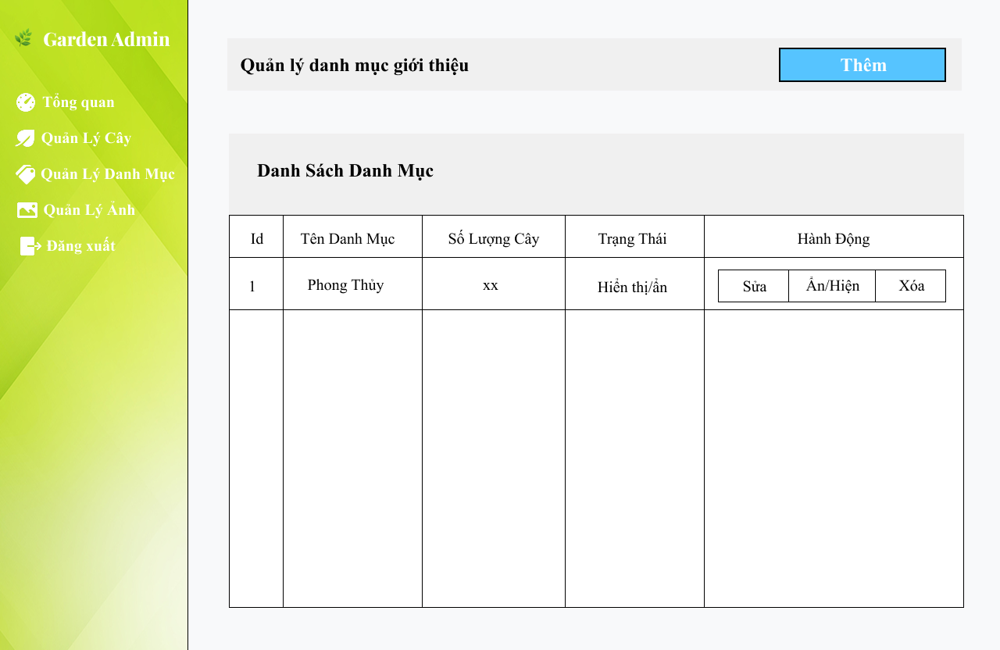 Garden Admin
Tổng quan
Quản Lý Cây
Quản Lý Danh Mục
Quản Lý Ảnh
Đăng xuất
Quản lý danh mục giới thiệu
Thêm
Danh Sách Danh Mục
Id Tên Danh Mục Số Lượng Cây Trạng Thái Hành Động
1 Phong Thủy xx Hiển thị/ẩn Sửa Ẩn/Hiện Xóa